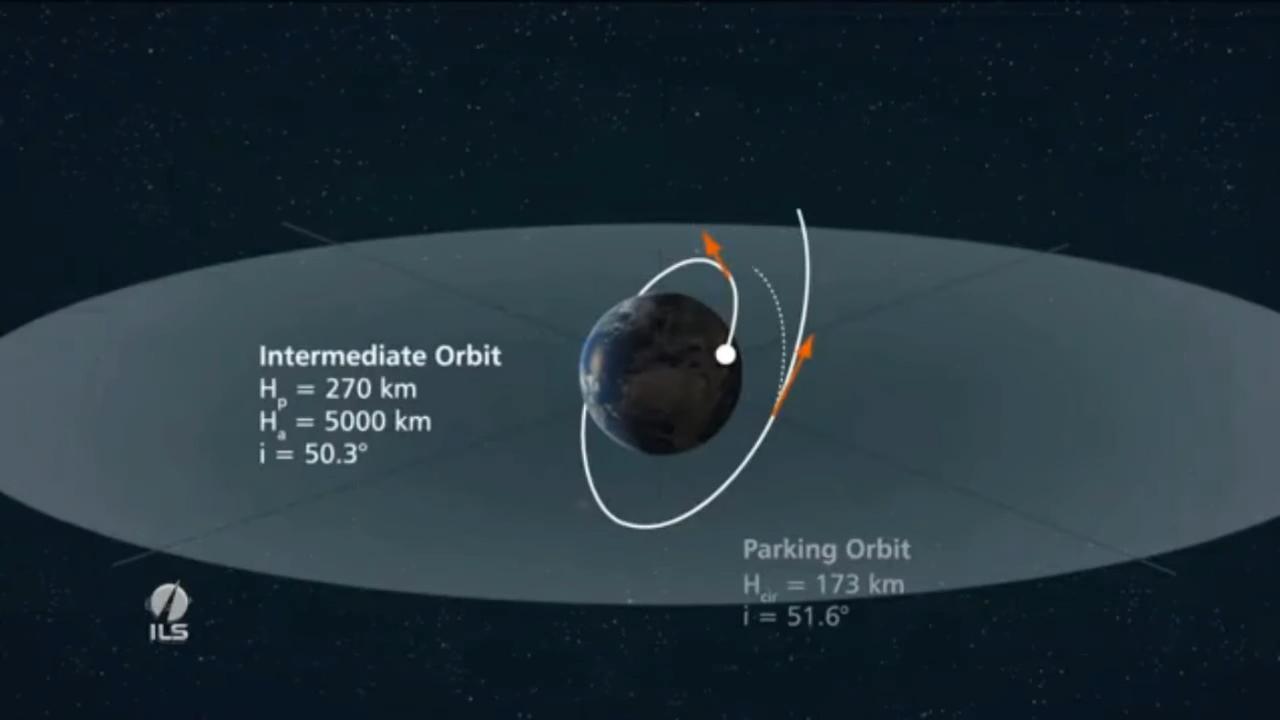 Intermediate Orbit
Hp = 270 km
Ha = 5000 km
i = 50.3°
Parking Orbit
Hcir = 173 km
i = 51.6°
ILS